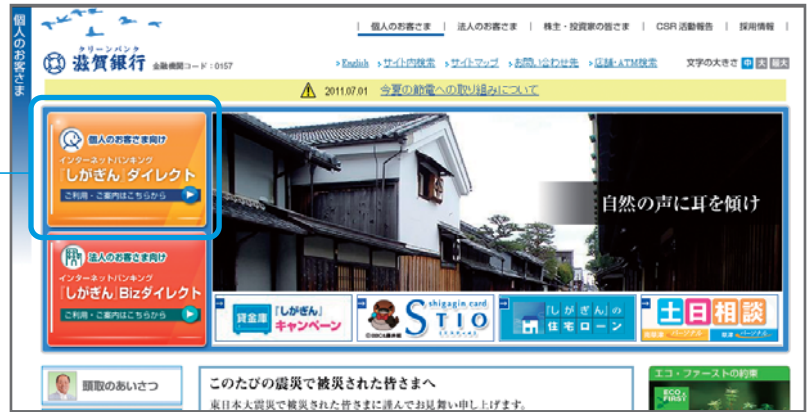 個人のお客さま
個人のお客さま | 法人のお客さま | 株主・投資家の皆さま | CSR活動報告 | 採用情報
クリーンバンク
滋賀銀行 金融機関コード:0157
English サイト内検索 サイトマップ お問い合わせ先 店舗・ATM検索 文字の大きさ 中 大 最大
2011.07.01 今夏の節電への取り組みについて
個人のお客さま向け
インターネットバンキング
『しがぎん』ダイレクト
ご利用・ご案内はこちらから
自然の声に耳を傾け
法人のお客さま向け
インターネットバンキング
『しがぎん』Bizダイレクト
ご利用・ご案内はこちらから
貸金庫 『しがぎん』
キャンペーン
shigagin card
STIO
『しがぎん』の
住宅ローン
土日相談
頭取のあいさつ
このたびの震災で被災された皆さまへ
東日本大震災で被災された皆さまに謹んでお見舞い申し上げます。
エコ・ファーストの約束
ECO
FIRST